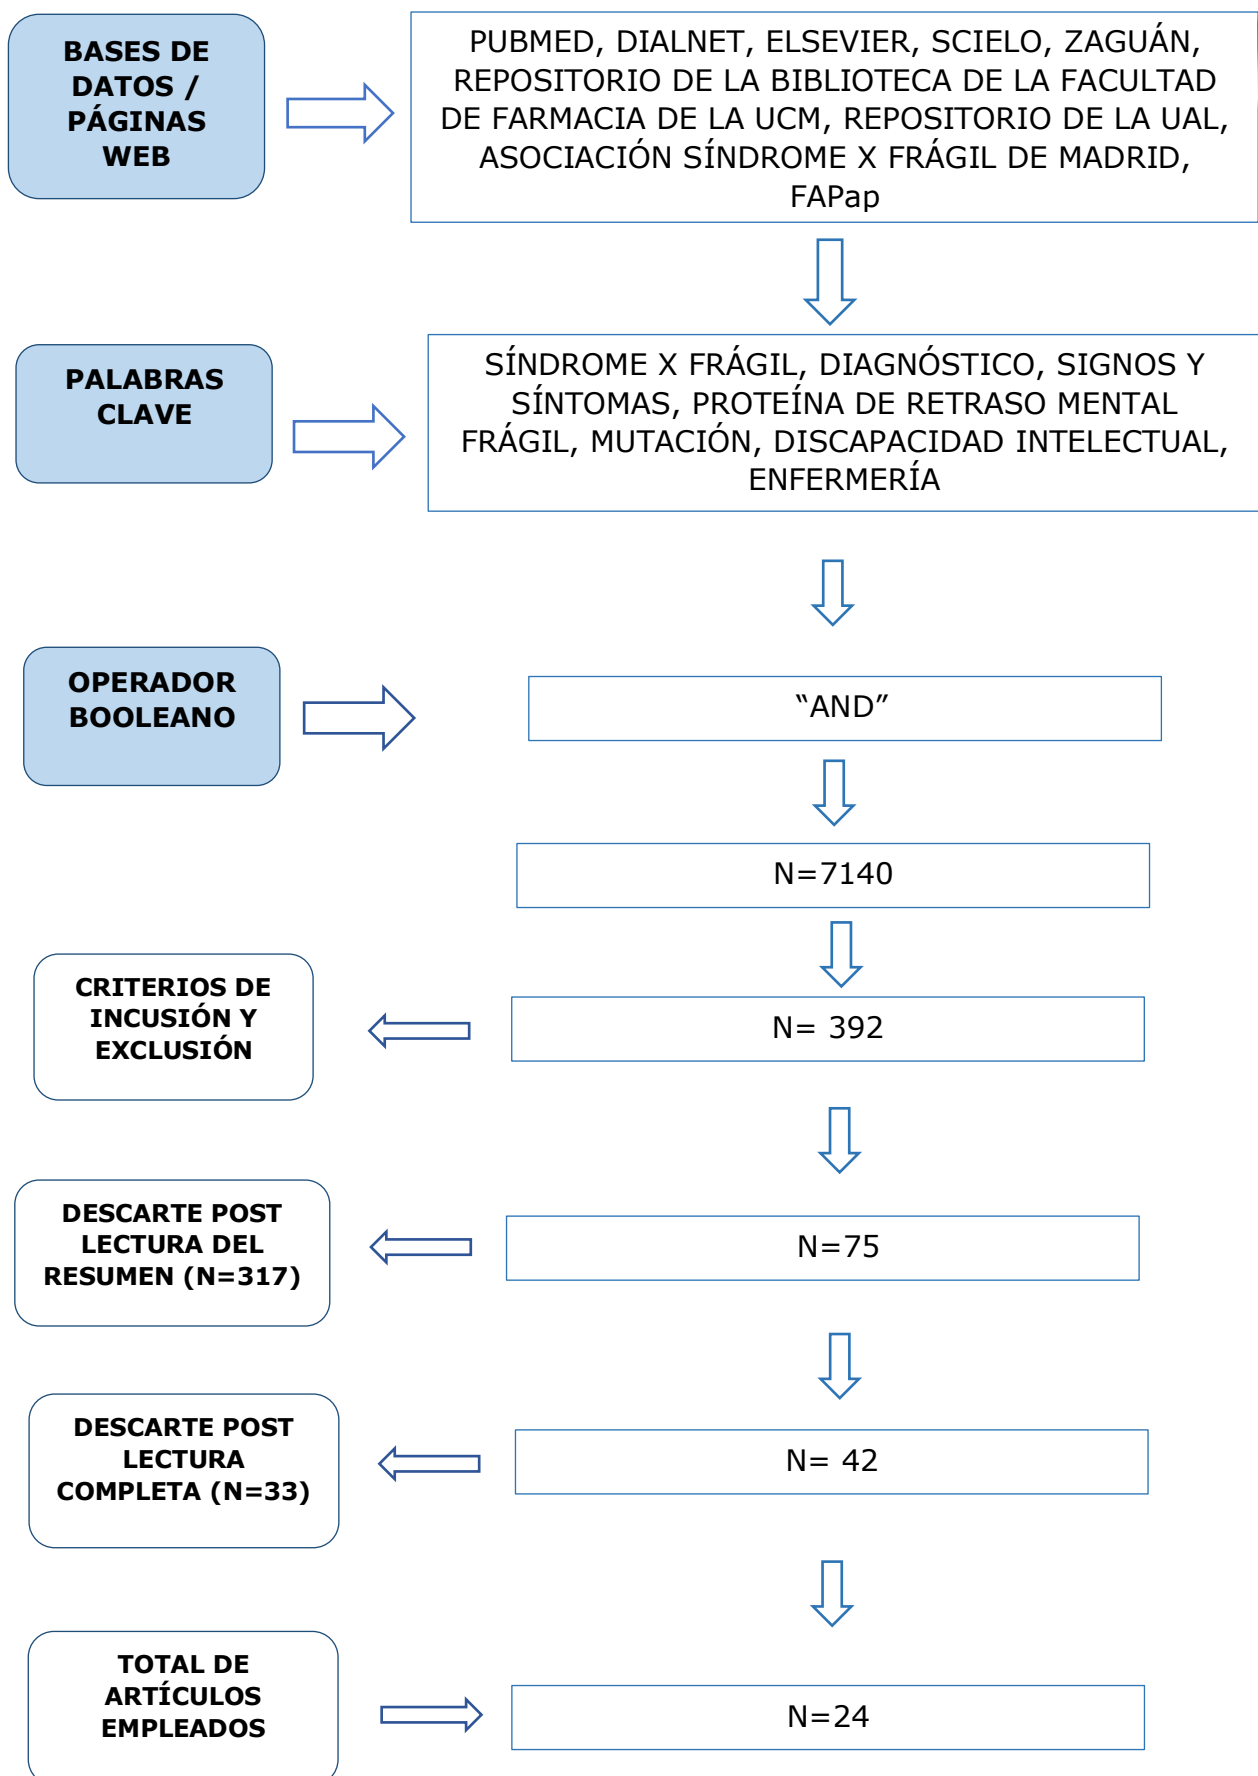 BASES DE
DATOS /
PÁGINAS
WEB
PUBMED, DIALNET, ELSEVIER, SCIELO, ZAGUÁN,
REPOSITORIO DE LA BIBLIOTECA DE LA FACULTAD
DE FARMACIA DE LA UCM, REPOSITORIO DE LA UAL,
ASOCIACIÓN SÍNDROME X FRÁGIL DE MADRID,
FAPap
PALABRAS
CLAVE
SÍNDROME X FRÁGIL, DIAGNÓSTICO, SIGNOS Y
SÍNTOMAS, PROTEÍNA DE RETRASO MENTAL
FRÁGIL, MUTACIÓN, DISCAPACIDAD INTELECTUAL,
ENFERMERÍA
OPERADOR
BOOLEANO
“AND”
N=7140
CRITERIOS DE
INCUSIÓN Y
EXCLUSIÓN
N= 392
DESCARTE POST
LECTURA DEL
RESUMEN (N=317)
N=75
DESCARTE POST
LECTURA
COMPLETA (N=33)
N= 42
TOTAL DE
ARTÍCULOS
EMPLEADOS
N=24